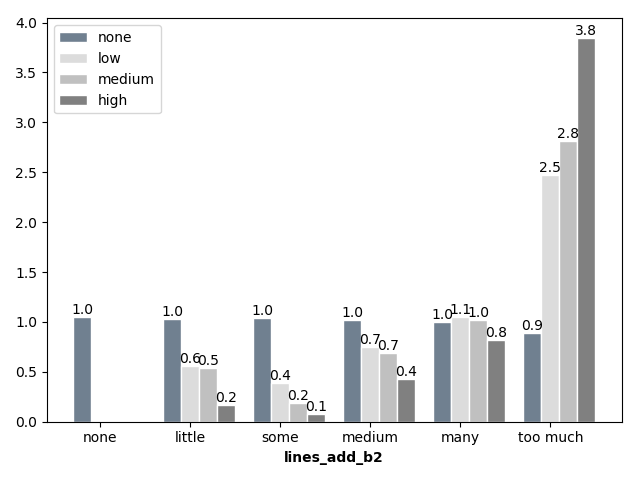 4.0
3.5
3.0
2.5
2.0
1.5
1.0
0.5
0.0
none
low
medium
high
1.0
1.0 0.6 0.5 0.2
1.0 0.4 0.2 0.1
1.0 0.7 0.7 0.4
1.0 1.1 1.0 0.8
0.9 2.5 2.8 3.8
none little some medium many too much
lines_add_b2